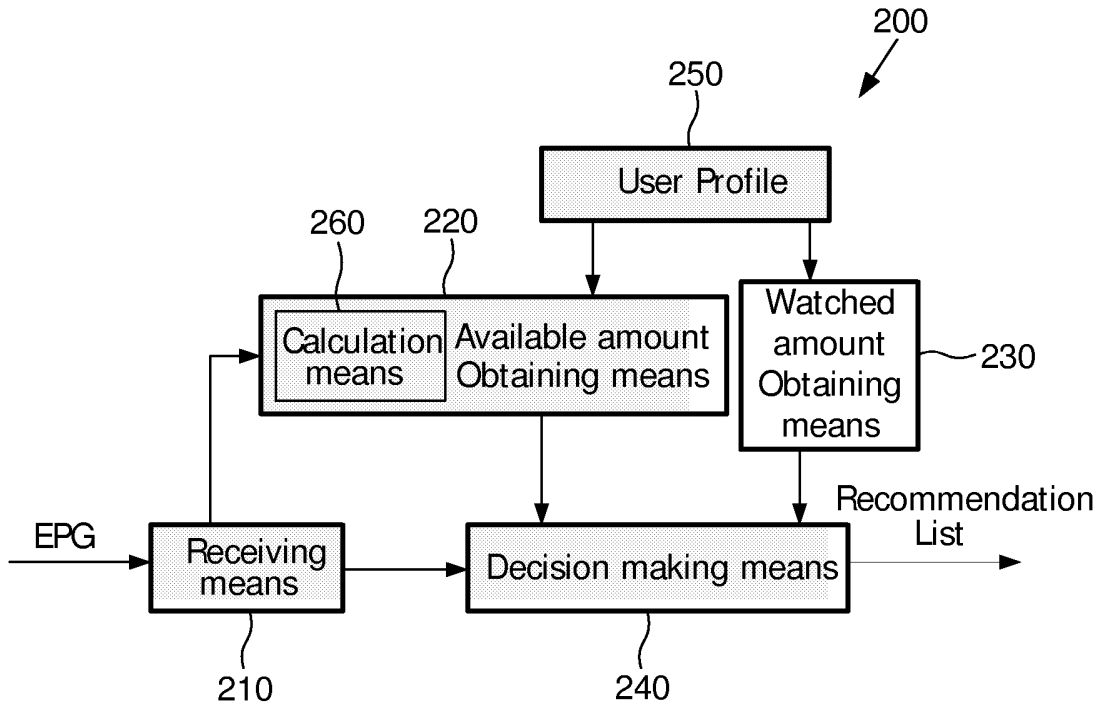 200
250
User Profile
260
220
Calculation
means
Available amount
Obtaining means
Watched
amount
Obtaining
means
230
EPG
Receiving
means
Decision making means
Recommendation
List
210
240